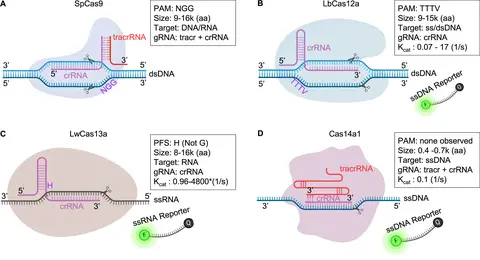 A
SpCas9
PAM: NGG
Size: 9-16k (aa)
Target: DNA/RNA
gRNA: tracr + crRNA
tracrRNA
3'
5'
crRNA
3'
5'
NGG
5'
3'
dsDNA
B
LbCas12a
PAM: TTTV
Size: 9-15k (aa)
Target: ss/dsDNA
gRNA: crRNA
Kcat : 0.07 - 17 (1/s)
5'
crRNA
3'
3'
5'
TTTV
5'
3'
dsDNA
ssDNA Reporter
F
Q
C
LwCas13a
PFS: H (Not G)
Size: 8-16k (aa)
Target: RNA
gRNA: crRNA
Kcat : 0.96-4800*(1/s)
H
3'
5'
5'
ssRNA
crRNA
3'
ssRNA Reporter
F
Q
D
Cas14a1
PAM: none observed
Size: 0.4 -0.7k (aa)
Target: ssDNA
gRNA: tracr + crRNA
Kcat : 0.1 (1/s)
tracrRNA
5'
crRNA
3'
3'
5'
ssDNA
ssDNA Reporter
F
Q